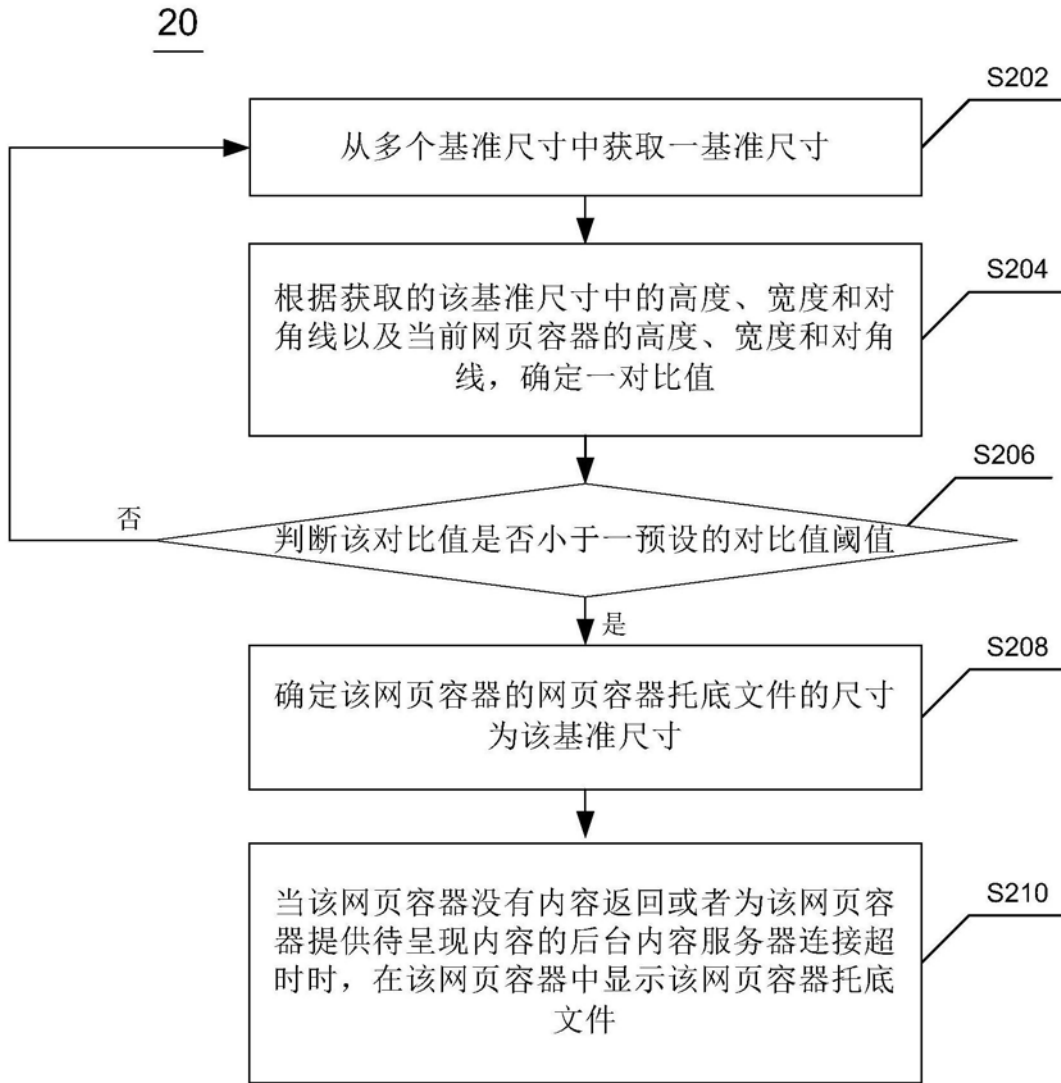 20
S202
从多个基准尺寸中获取一基准尺寸
S204
根据获取的该基准尺寸中的高度、宽度和对
角线以及当前网页容器的高度、宽度和对角
线，确定一对比值
S206
否
判断该对比值是否小于一预设的对比值阈值
是
S208
确定该网页容器的网页容器托底文件的尺寸
为该基准尺寸
S210
当该网页容器没有内容返回或者为该网页容
器提供待呈现内容的后台内容服务器连接超
时时，在该网页容器中显示该网页容器托底
文件